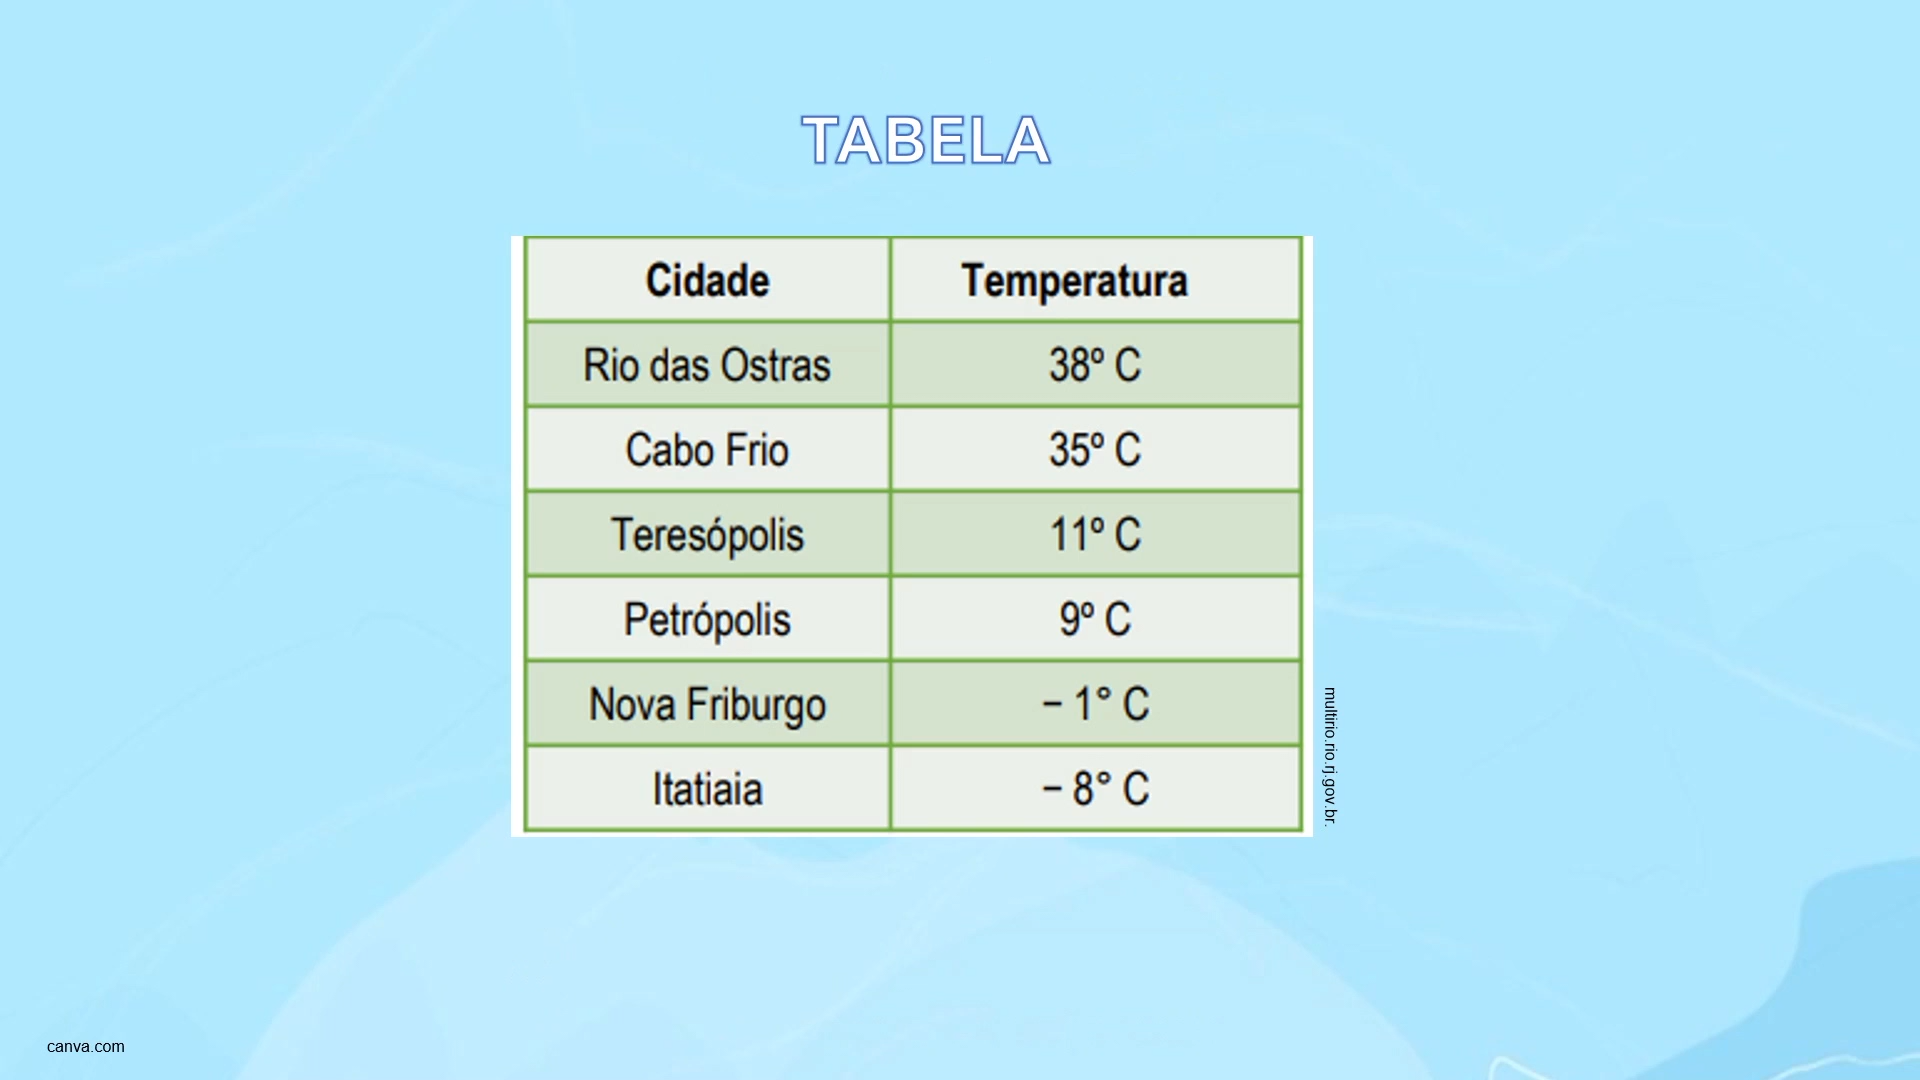 TABELA
Cidade Temperatura
Rio das Ostras 38º C
Cabo Frio 35º C
Teresópolis 11º C
Petrópolis 9º C
Nova Friburgo – 1° C
Itatiaia – 8° C
multirio.rio.rj.gov.br.
canva.com